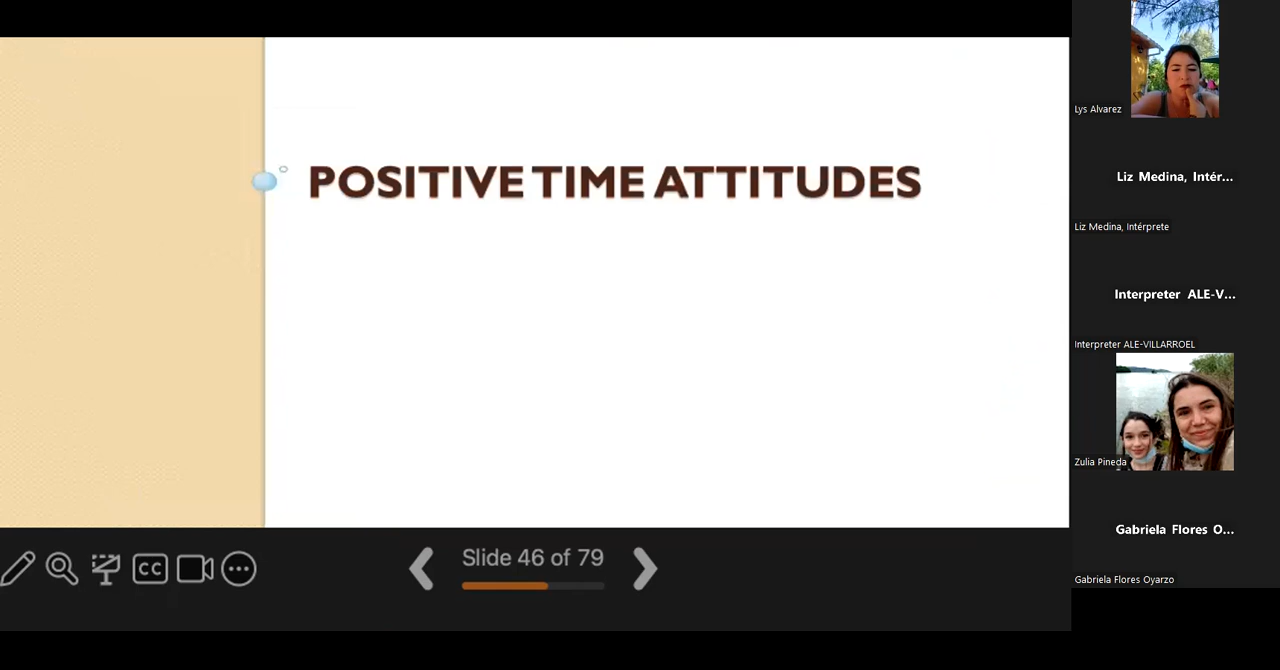 POSITIVE TIME ATTITUDES
CC
Slide 46 of 79
Lys Alvarez
Liz Medina, Intér...
Liz Medina, Intérprete
Interpreter ALE-V...
Interpreter ALE-VILLARROEL
Zulia Pineda
Gabriela Flores O...
Gabriela Flores Oyarzo